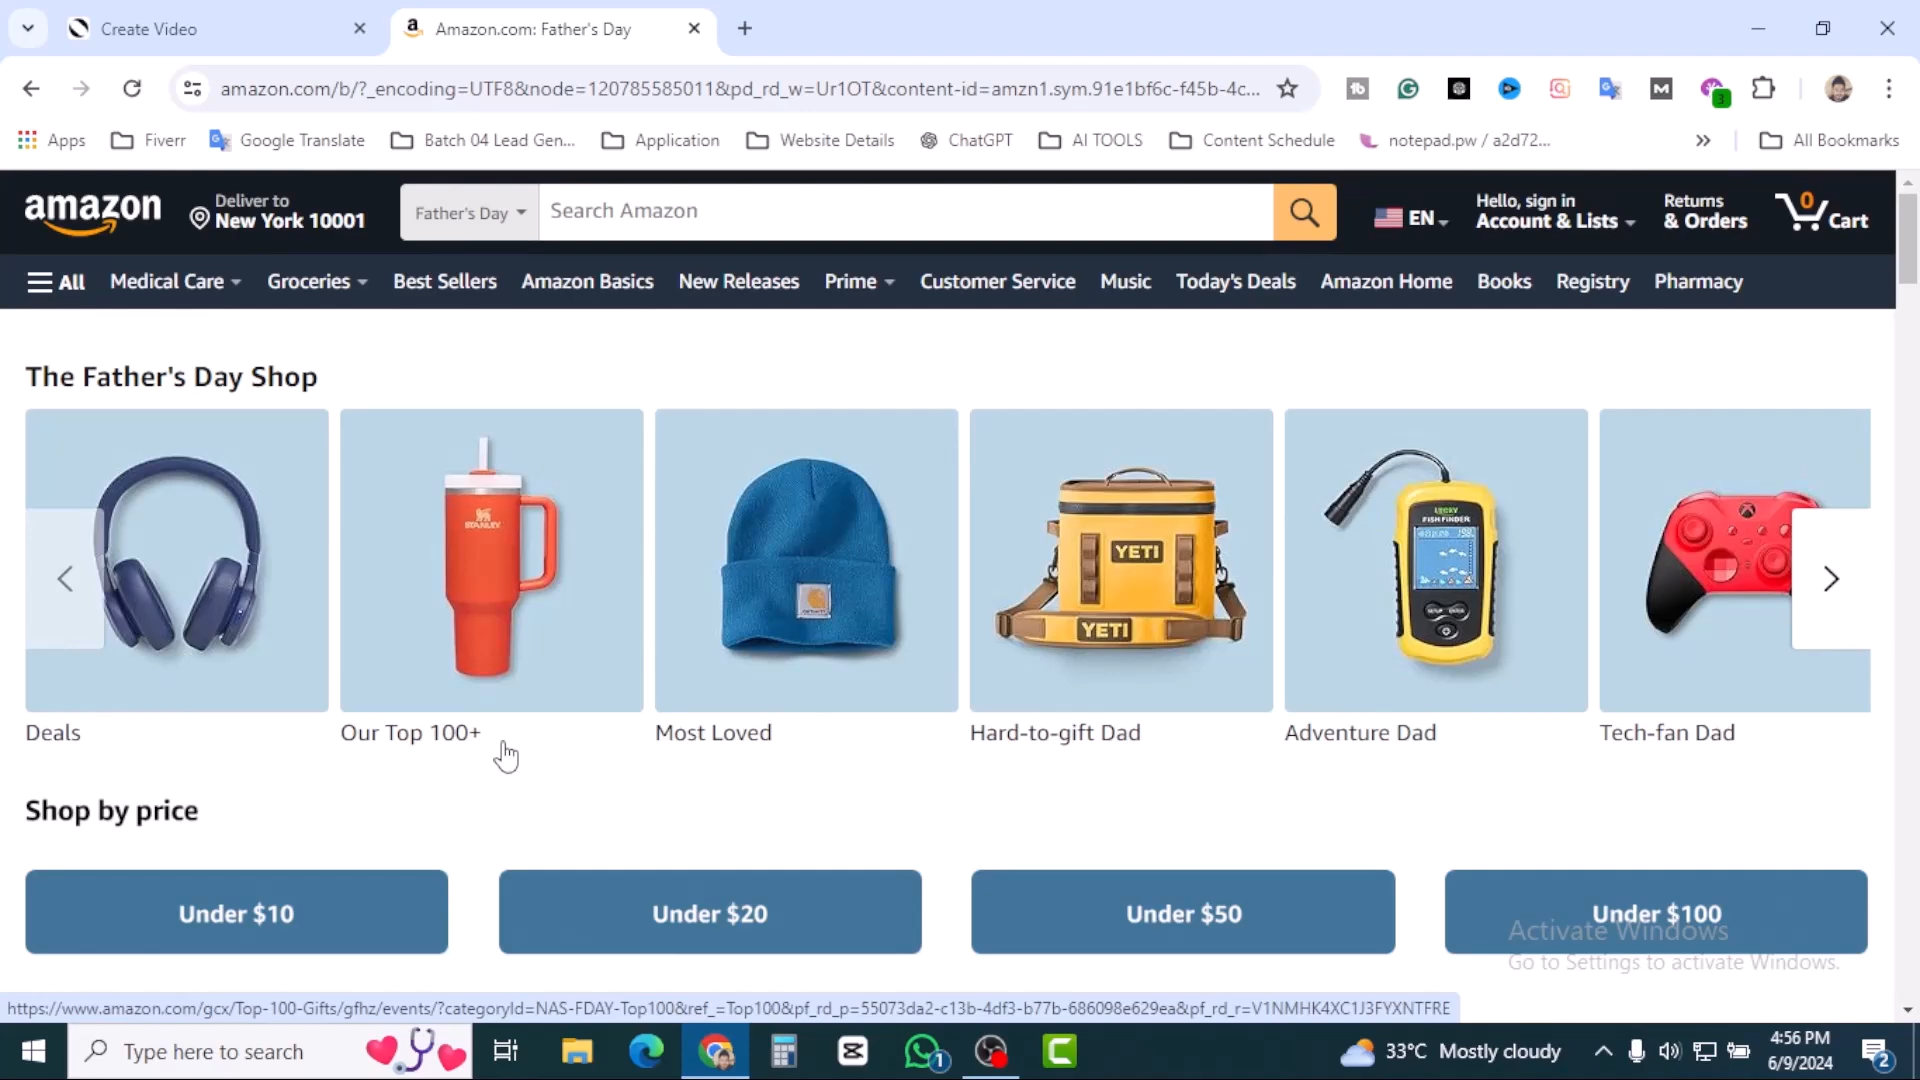 Create Video
Amazon.com: Father's Day
amazon.com/b/?_encoding=UTF8&node=120785585011&pd_rd_w=Ur1OT&content-id=amzn1.sym.91e1bf6c-f45b-4c...
3
Apps
Fiverr
Google Translate
Batch 04 Lead Gen...
Application
Website Details
ChatGPT
AI TOOLS
Content Schedule
notepad.pw / a2d72...
All Bookmarks
amazon
Deliver to
New York 10001
Father's Day
Search Amazon
EN
Hello, sign in
Account & Lists
Returns
& Orders
0
Cart
All
Medical Care
Groceries
Best Sellers
Amazon Basics
New Releases
Prime
Customer Service
Music
Today's Deals
Amazon Home
Books
Registry
Pharmacy
The Father's Day Shop
STANLEY
YETI
YETI
LUCKY
FISH FINDER
Deals
Our Top 100+
Most Loved
Hard-to-gift Dad
Adventure Dad
Tech-fan Dad
Shop by price
Under $10
Under $20
Under $50
Under $100
Activate Windows
Go to Settings to activate Windows.
https://www.amazon.com/gcx/Top-100-Gifts/gfhz/events/?categoryId=NAS-FDAY-Top100&ref_=Top100&pf_rd_p=55073da2-c13b-4df3-b77b-686098e629ea&pf_rd_r=V1NMHK4XC1J3FYXNTFRE
Type here to search
1
33°C Mostly cloudy
4:56 PM
6/9/2024
2